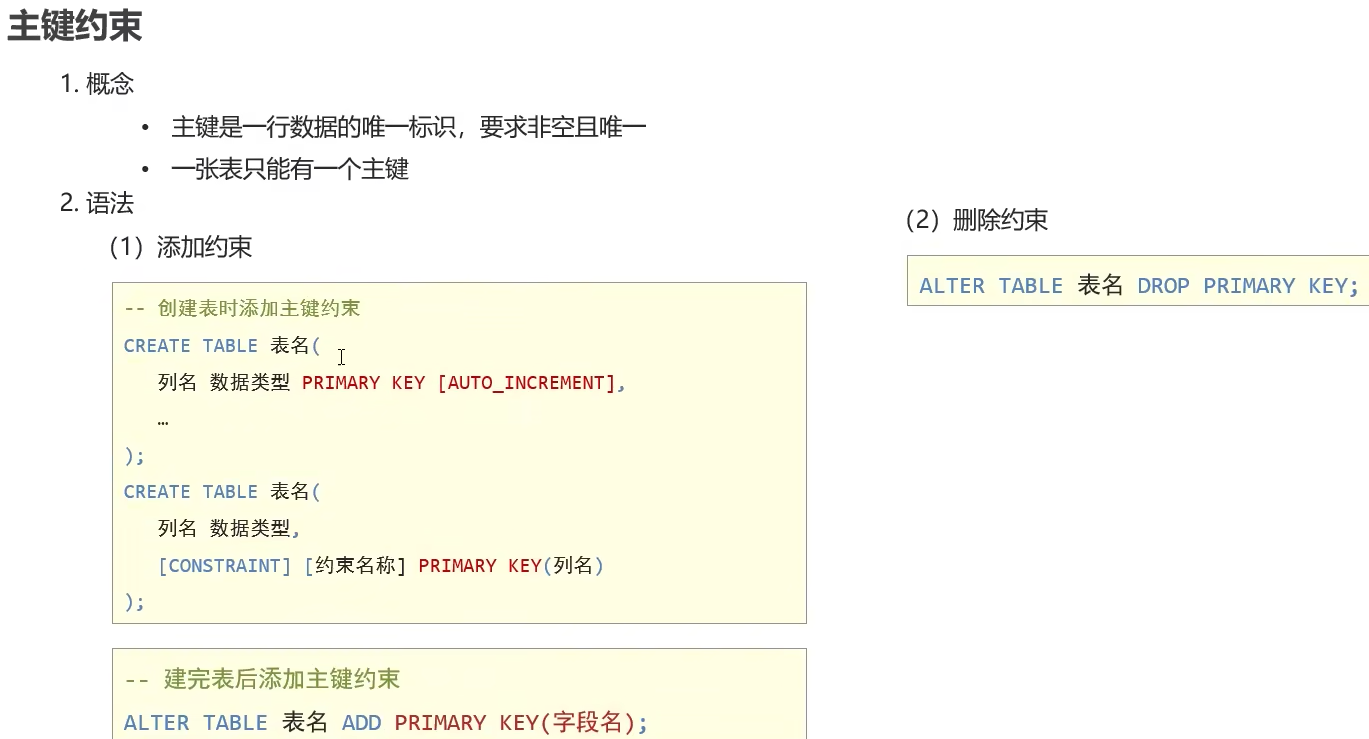 主键约束
1. 概念
• 主键是一行数据的唯一标识，要求非空且唯一
• 一张表只能有一个主键
2. 语法
（1）添加约束
-- 创建表时添加主键约束
CREATE TABLE 表名(
列名 数据类型 PRIMARY KEY [AUTO_INCREMENT],
…
);
CREATE TABLE 表名(
列名 数据类型,
[CONSTRAINT] [约束名称] PRIMARY KEY(列名)
);
-- 建完表后添加主键约束
ALTER TABLE 表名 ADD PRIMARY KEY(字段名);
（2）删除约束
ALTER TABLE 表名 DROP PRIMARY KEY;